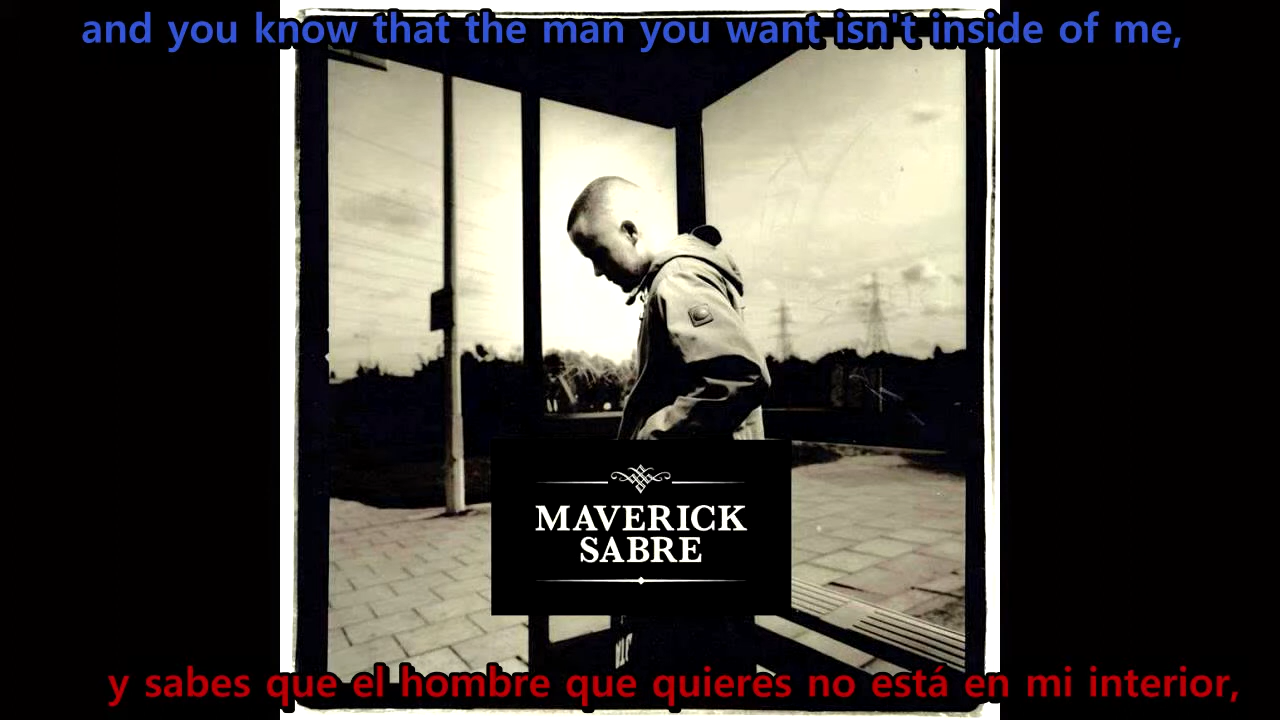 and you know that the man you want isn't inside of me,
MAVERICK
SABRE
y sabes que el hombre que quieres no está en mi interior,